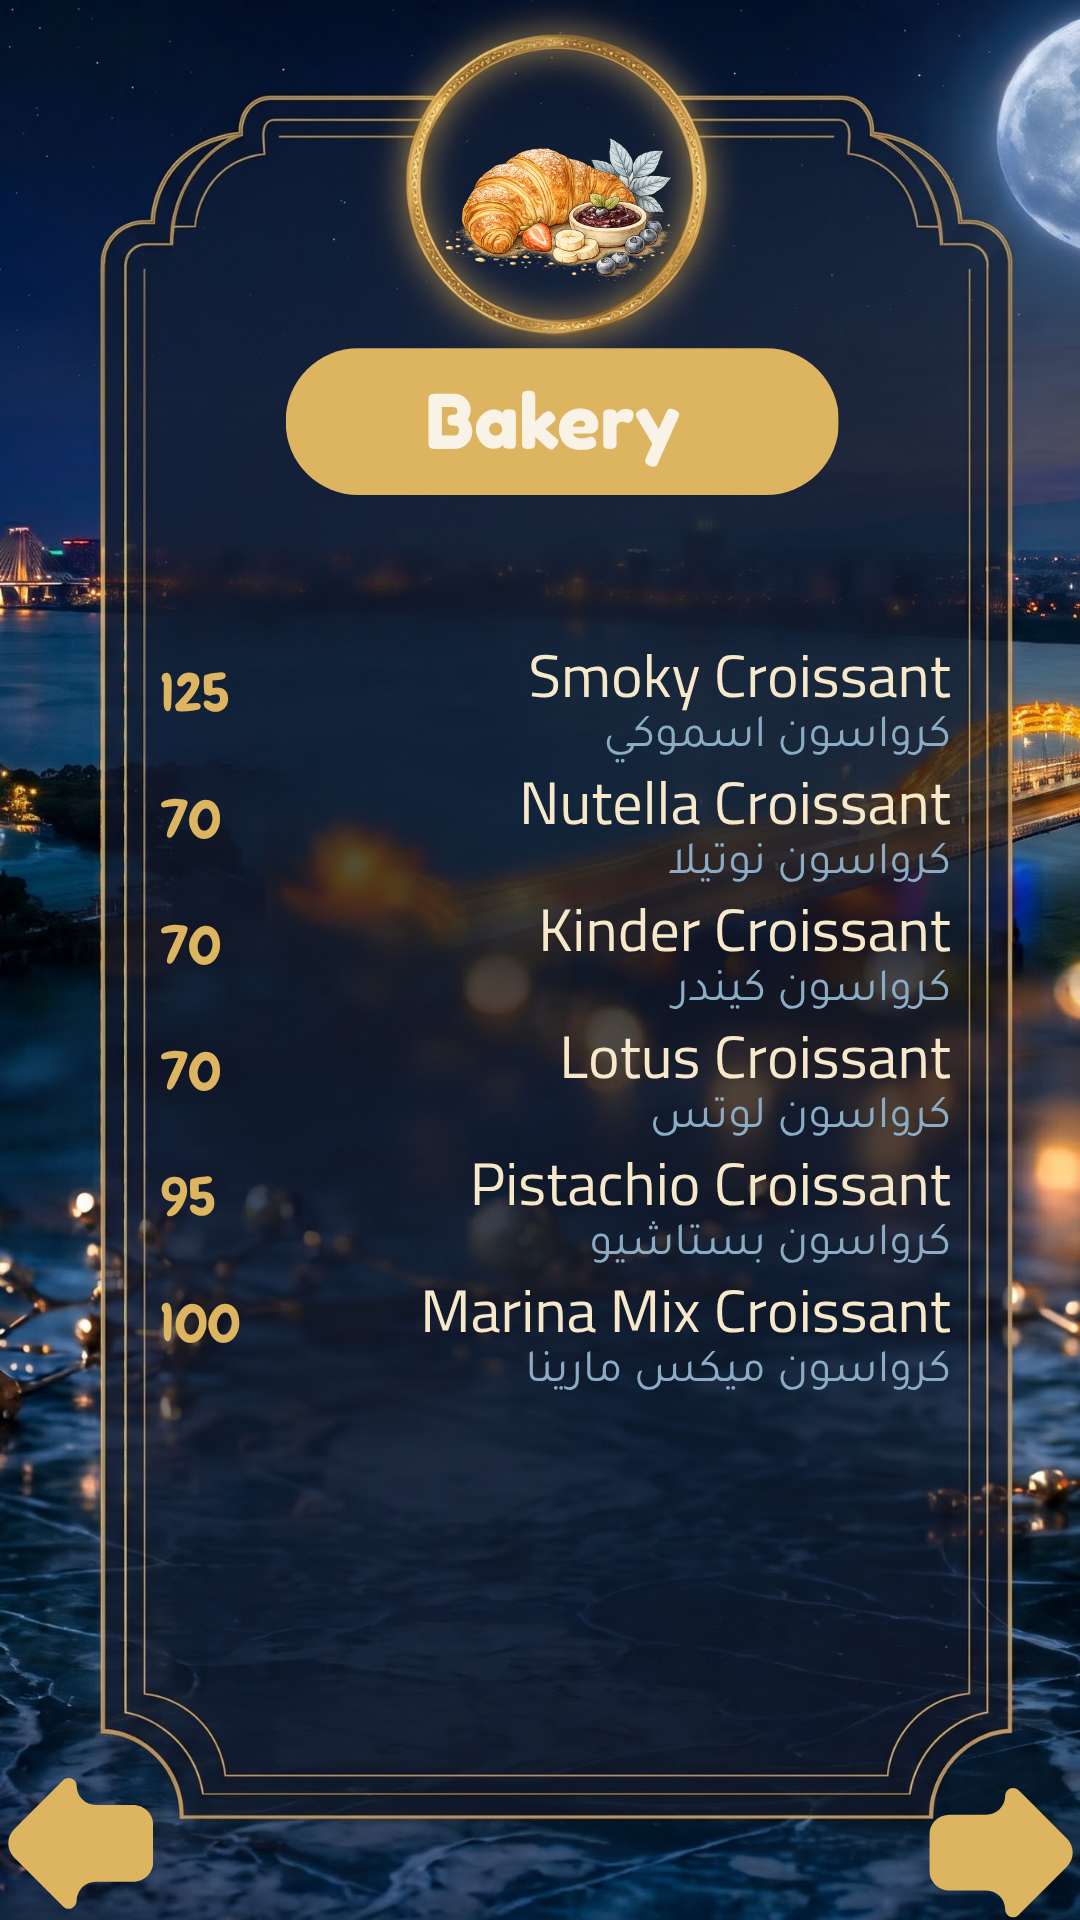 Bakery
125 Smoky Croissant
كرواسون اسموكي
70 Nutella Croissant
كرواسون نوتيلا
70 Kinder Croissant
كرواسون كيندر
70 Lotus Croissant
كرواسون لوتس
95 Pistachio Croissant
كرواسون بستاشيو
100 Marina Mix Croissant
كرواسون ميكس مارينا